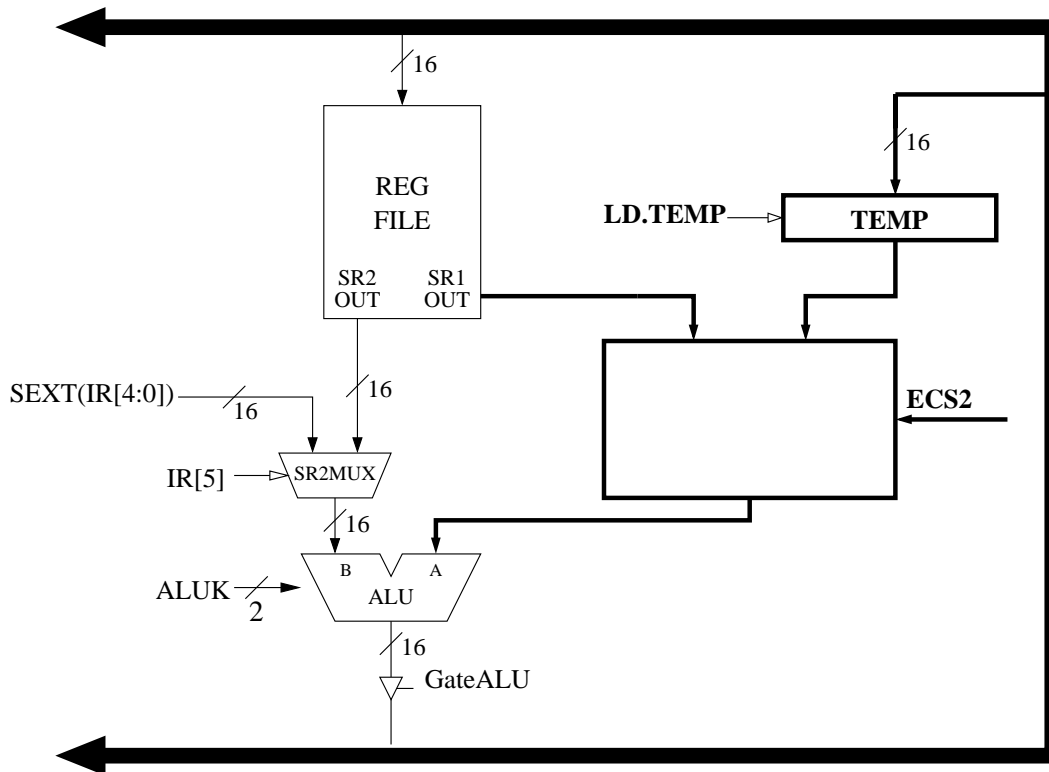 16
16
REG
FILE
LD.TEMP
TEMP
SR2
OUT
SR1
OUT
SEXT(IR[4:0])
16
16
ECS2
IR[5]
SR2MUX
16
B
A
ALUK
2
ALU
16
GateALU